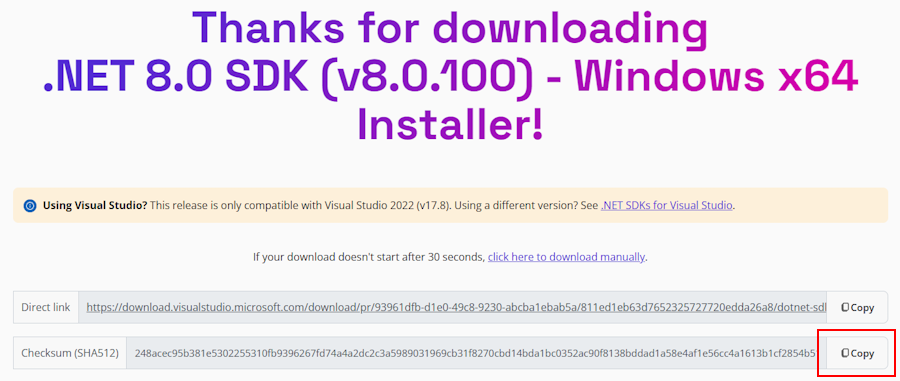 Thanks for downloading
.NET 8.0 SDK (v8.0.100) - Windows x64
Installer!
Using Visual Studio? This release is only compatible with Visual Studio 2022 (v17.8). Using a different version? See .NET SDKs for Visual Studio.
If your download doesn't start after 30 seconds, click here to download manually.
Direct link https://download.visualstudio.microsoft.com/download/pr/93961dfb-d1e0-49c8-9230-abcba1ebab5a/811ed1eb63d7652325727720edda26a8/dotnet-sdl Copy
Checksum (SHA512) 248acec95b381e5302255310fb9396267fd74a4a2dc2c3a5989031969cb31f8270cbd14bda1bc0352ac90f8138bddad1a58e4af1e56cc4a1613b1cf2854b5 Copy